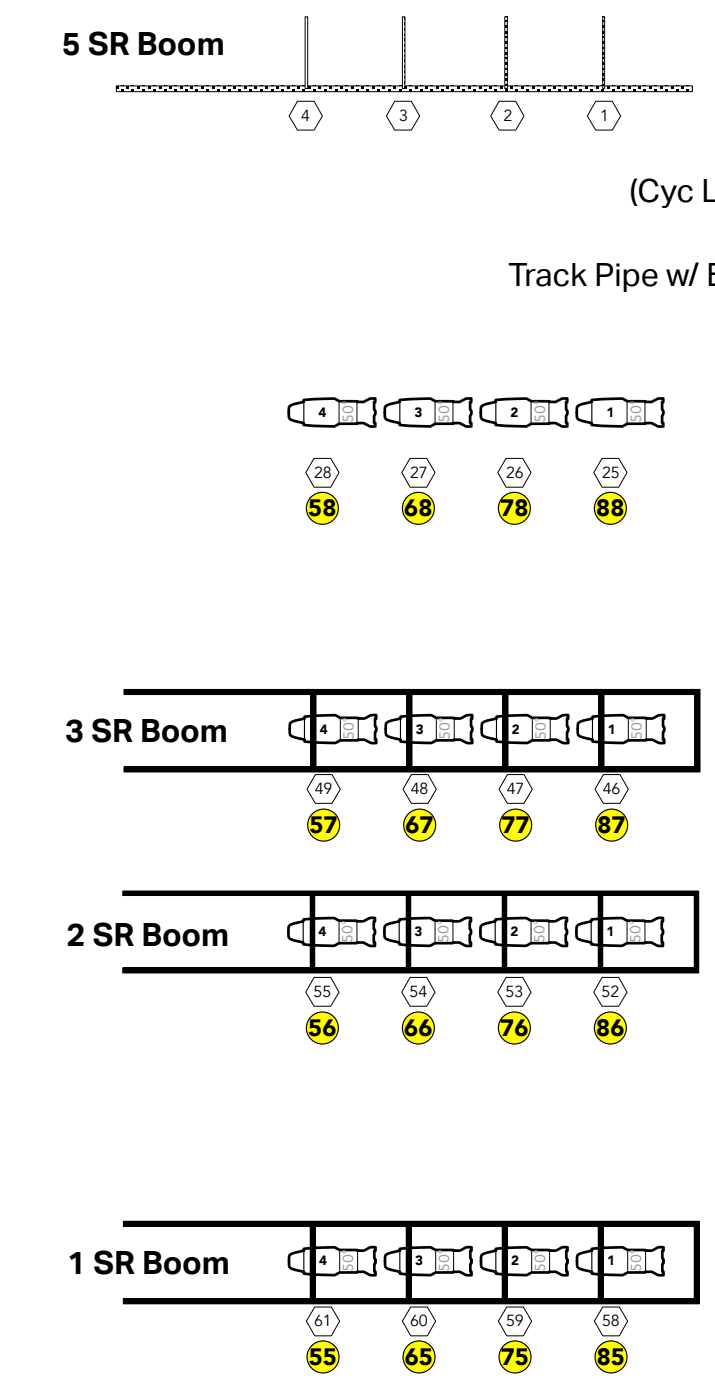 5 SR Boom
4 3 2 1
(Cyc L
Track Pipe w/ E
4 50° 3 50° 2 50° 1 50°
28 27 26 25
58 68 78 88
3 SR Boom 4 50° 3 50° 2 50° 1 50°
49 48 47 46
57 67 77 87
2 SR Boom 4 50° 3 50° 2 50° 1 50°
55 54 53 52
56 66 76 86
1 SR Boom 4 50° 3 50° 2 50° 1 50°
61 60 59 58
55 65 75 85